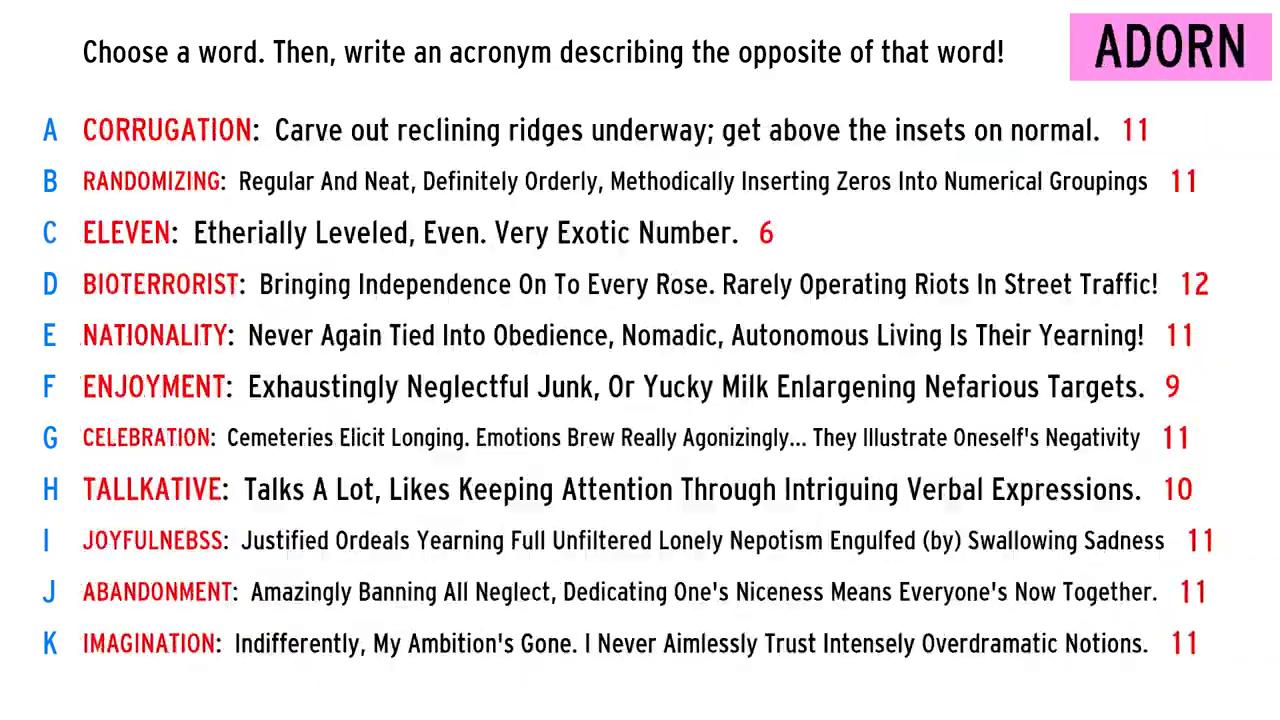 Choose a word. Then, write an acronym describing the opposite of that word!
ADORN
A CORRUGATION: Carve out reclining ridges underway; get above the insets on normal. 11
B RANDOMIZING: Regular And Neat, Definitely Orderly, Methodically Inserting Zeros Into Numerical Groupings 11
C ELEVEN: Etherially Leveled, Even. Very Exotic Number. 6
D BIOTERRORIST: Bringing Independence On To Every Rose. Rarely Operating Riots In Street Traffic! 12
E NATIONALITY: Never Again Tied Into Obedience, Nomadic, Autonomous Living Is Their Yearning! 11
F ENJOYMENT: Exhaustingly Neglectful Junk, Or Yucky Milk Enlargening Nefarious Targets. 9
G CELEBRATION: Cemeteries Elicit Longing. Emotions Brew Really Agonizingly... They Illustrate Oneself's Negativity 11
H TALLKATIVE: Talks A Lot, Likes Keeping Attention Through Intriguing Verbal Expressions. 10
I JOYFULNEBSS: Justified Ordeals Yearning Full Unfiltered Lonely Nepotism Engulfed (by) Swallowing Sadness 11
J ABANDONMENT: Amazingly Banning All Neglect, Dedicating One's Niceness Means Everyone's Now Together. 11
K IMAGINATION: Indifferently, My Ambition's Gone. I Never Aimlessly Trust Intensely Overdramatic Notions. 11